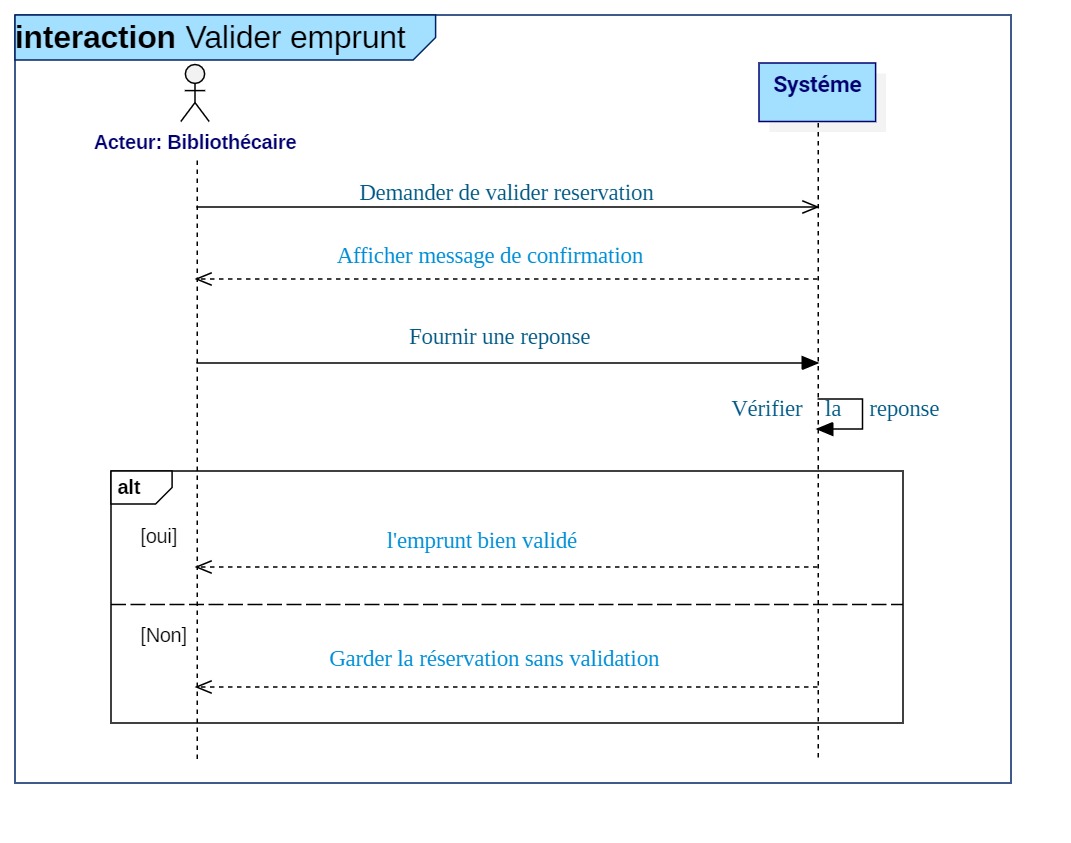 interaction Valider emprunt
Systéme
Acteur: Bibliothécaire
Demander de valider reservation
Afficher message de confirmation
Fournir une reponse
Vérifier la reponse
alt
[oui]
l'emprunt bien validé
[Non]
Garder la réservation sans validation